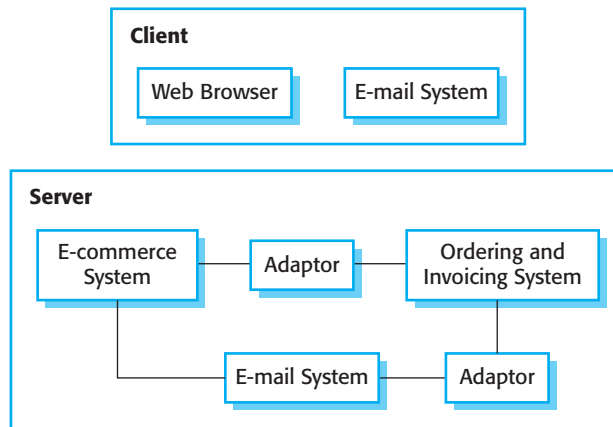 Client
Web Browser
E-mail System
Server
E-commerce
System
Adaptor
Ordering and
Invoicing System
E-mail System
Adaptor